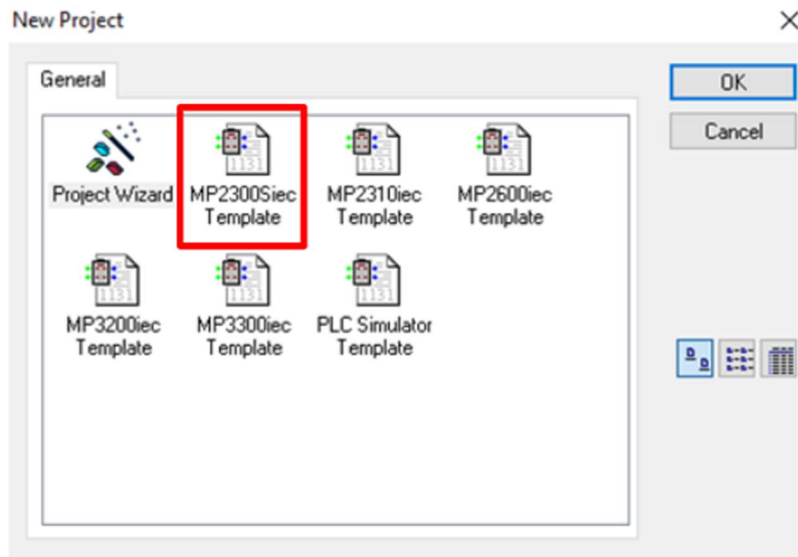 New Project
General
OK
Cancel
Project Wizard
MP2300Siec
Template
MP2310iec
Template
MP2600iec
Template
MP3200iec
Template
MP3300iec
Template
PLC Simulator
Template